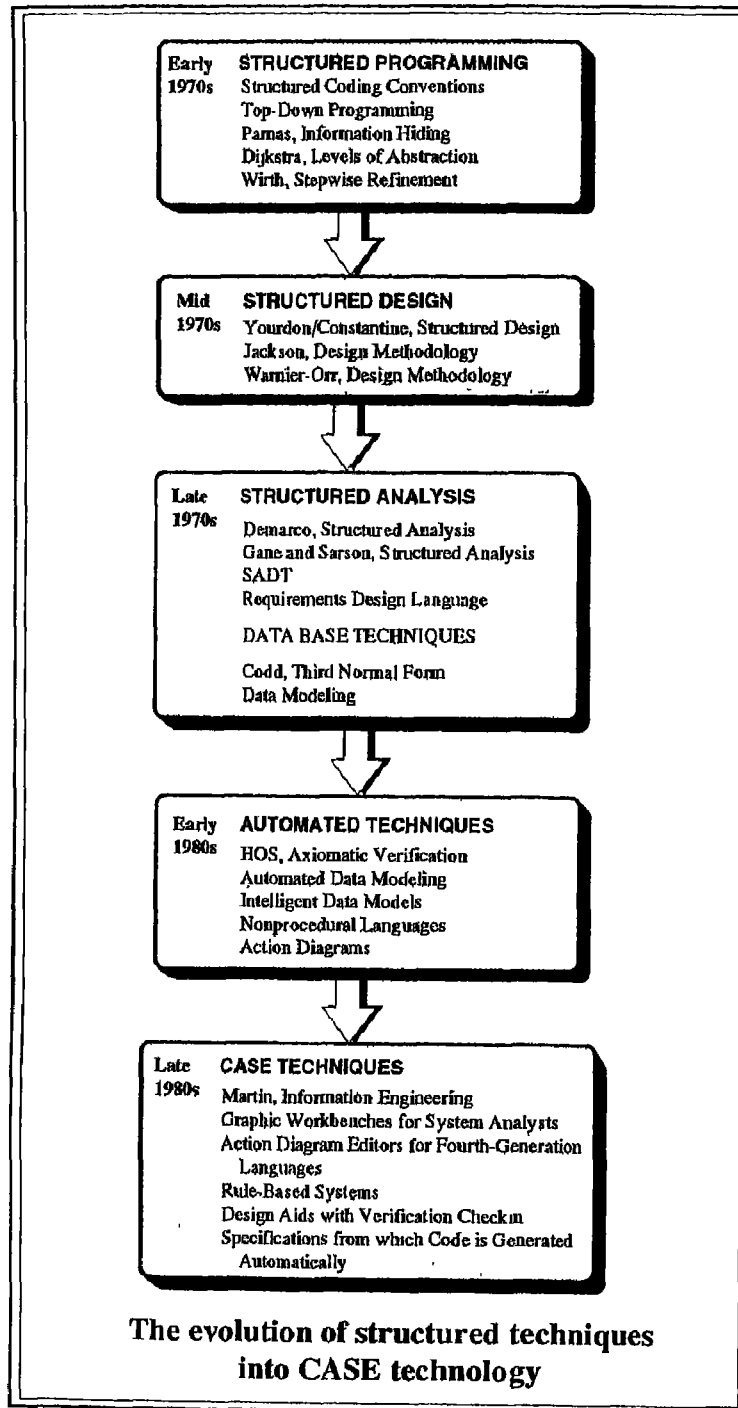 Early STRUCTURED PROGRAMMING
1970s Structured Coding Conventions
Top-Down Programming
Parnas, Information Hiding
Dijkstra, Levels of Abstraction
Wirth, Stepwise Refinement
Mid STRUCTURED DESIGN
1970s Yourdon/Constantine, Structured Design
Jackson, Design Methodology
Warnier-Orr, Design Methodology
Late STRUCTURED ANALYSIS
1970s
Demarco, Structured Analysis
Gane and Sarson, Structured Analysis
SADT
Requirements Design Language
DATA BASE TECHNIQUES
Codd, Third Normal Form
Data Modeling
Early AUTOMATED TECHNIQUES
1980s HOS, Axiomatic Verification
Automated Data Modeling
Intelligent Data Models
Nonprocedural Languages
Action Diagrams
Late CASE TECHNIQUES
1980s
Martin, Information Engineering
Graphic Workbenches for System Analysts
Action Diagram Editors for Fourth-Generation
Languages
Rule-Based Systems
Design Aids with Verification Checkin
Specifications from which Code is Generated
Automatically
The evolution of structured techniques
into CASE technology